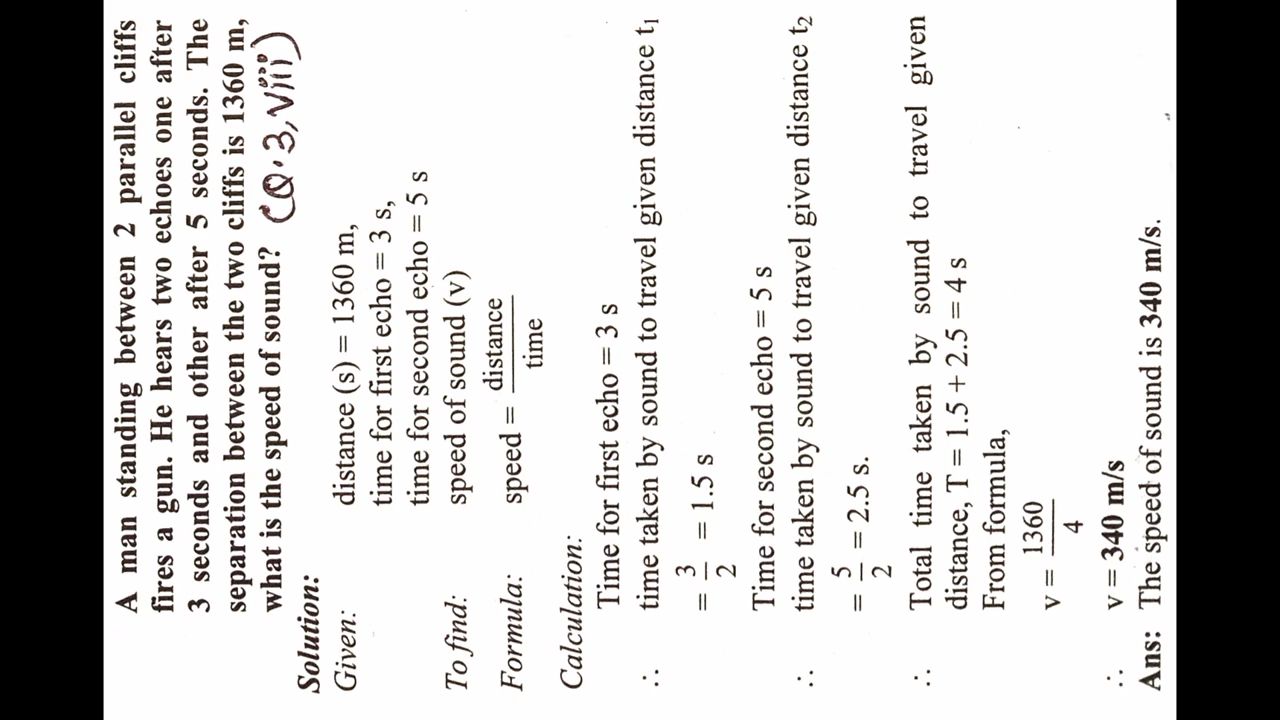 A man standing between 2 parallel cliffs
fires a gun. He hears two echoes one after
3 seconds and other after 5 seconds. The
separation between the two cliffs is 1360 m,
what is the speed of sound? (Q.3, viii)
Solution:
Given: distance (s) = 1360 m,
time for first echo = 3 s,
time for second echo = 5 s
To find: speed of sound (v)
Formula: speed = distance / time
Calculation:
Time for first echo = 3 s
∴ time taken by sound to travel given distance t₁
= 3/2 = 1.5 s
Time for second echo = 5 s
∴ time taken by sound to travel given distance t₂
= 5/2 = 2.5 s.
∴ Total time taken by sound to travel given
distance, T = 1.5 + 2.5 = 4 s
From formula,
v = 1360/4
∴ v = 340 m/s
Ans: The speed of sound is 340 m/s.